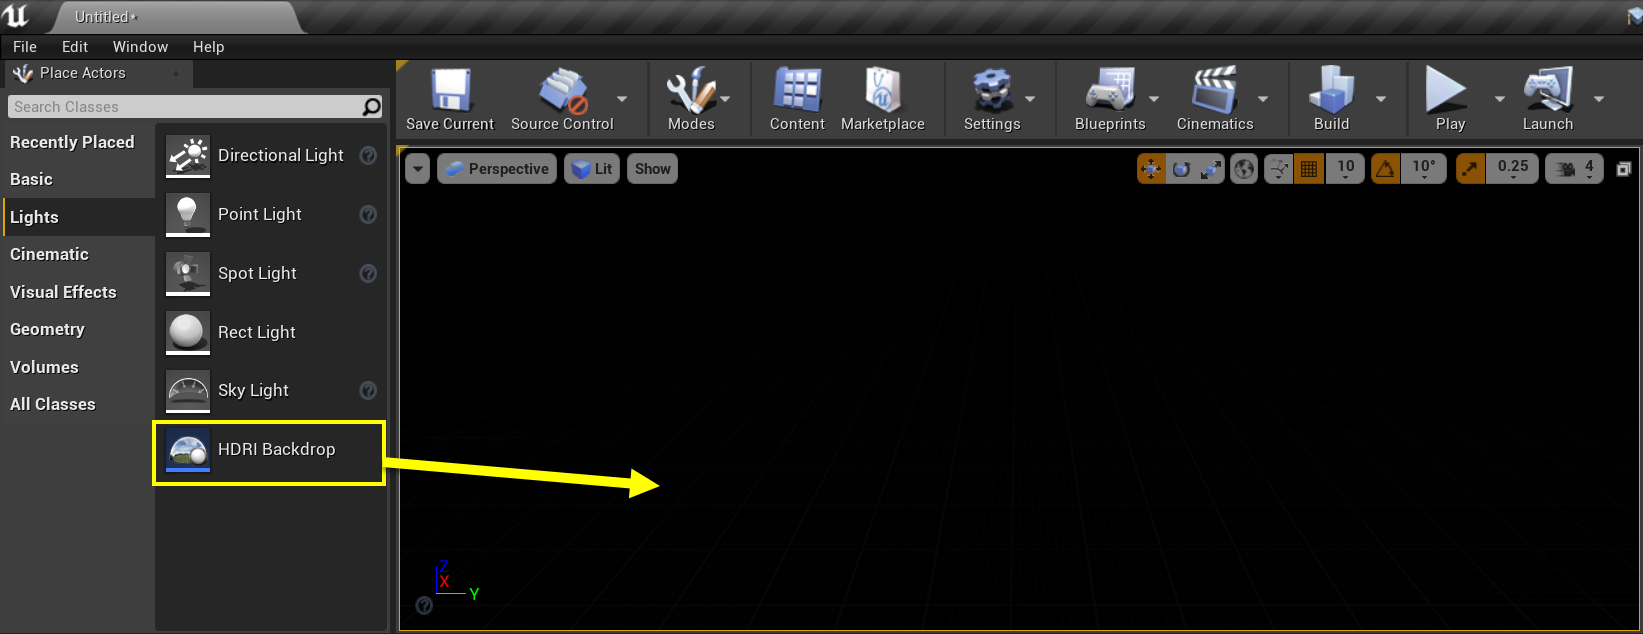 Untitled*
File Edit Window Help
Place Actors
Search Classes
Recently Placed
Basic
Lights
Cinematic
Visual Effects
Geometry
Volumes
All Classes
Directional Light
Point Light
Spot Light
Rect Light
Sky Light
HDRI Backdrop
Save Current Source Control Modes Content Marketplace Settings Blueprints Cinematics Build Play Launch
Perspective Lit Show 10 10° 0.25 4
Z
X
Y